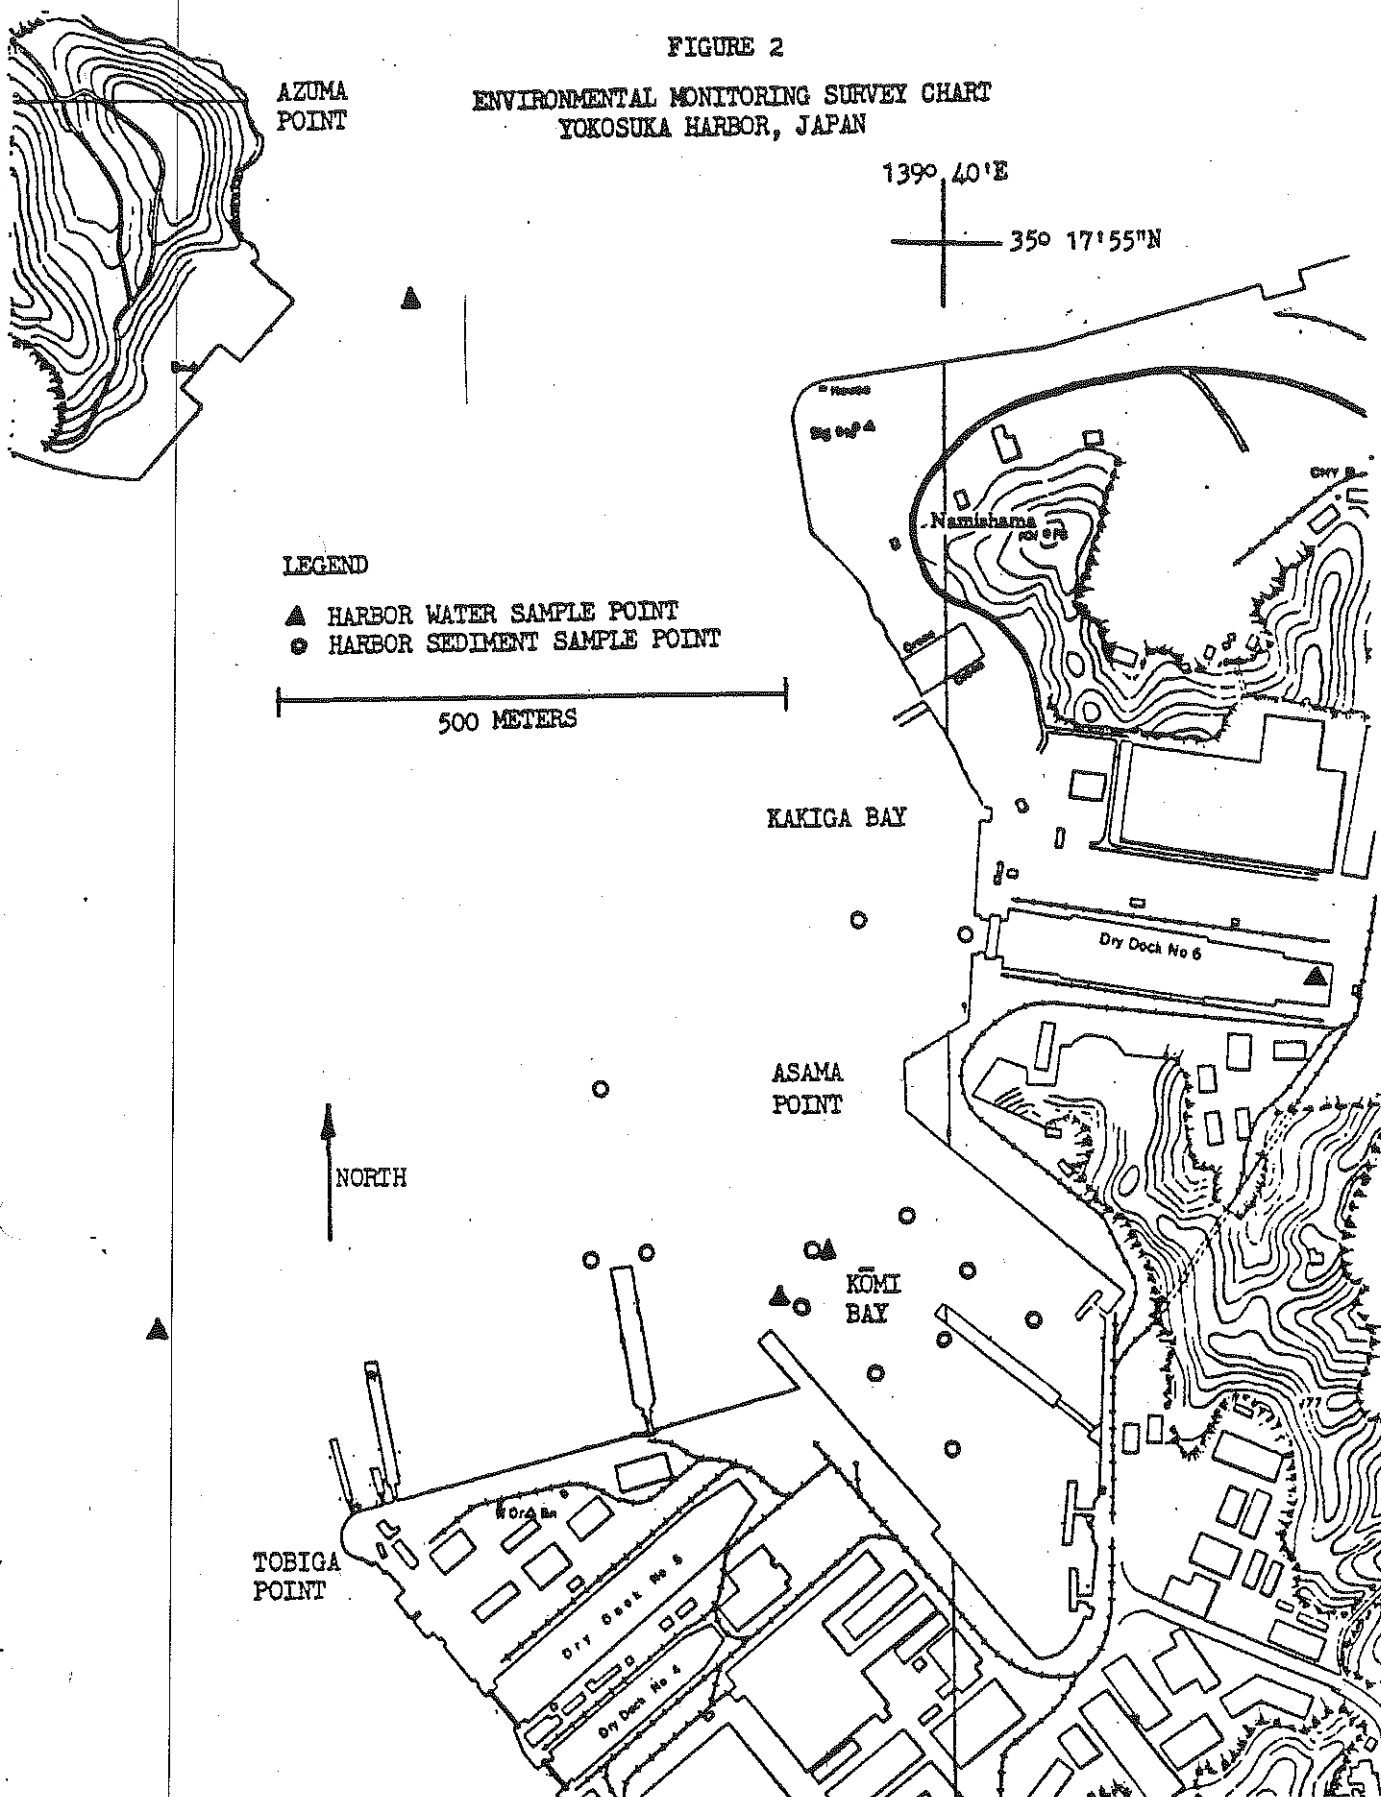 FIGURE 2
ENVIRONMENTAL MONITORING SURVEY CHART
YOKOSUKA HARBOR, JAPAN
AZUMA
POINT
139° 40'E
35° 17'55"N
House
Namishama
LEGEND
▲ HARBOR WATER SAMPLE POINT
o HARBOR SEDIMENT SAMPLE POINT
500 METERS
KAKIGA BAY
Dry Dock No 6
ASAMA
POINT
NORTH
KŌMI
BAY
TOBIGA
POINT
Dry Dock No 5
Dry Dock No 4